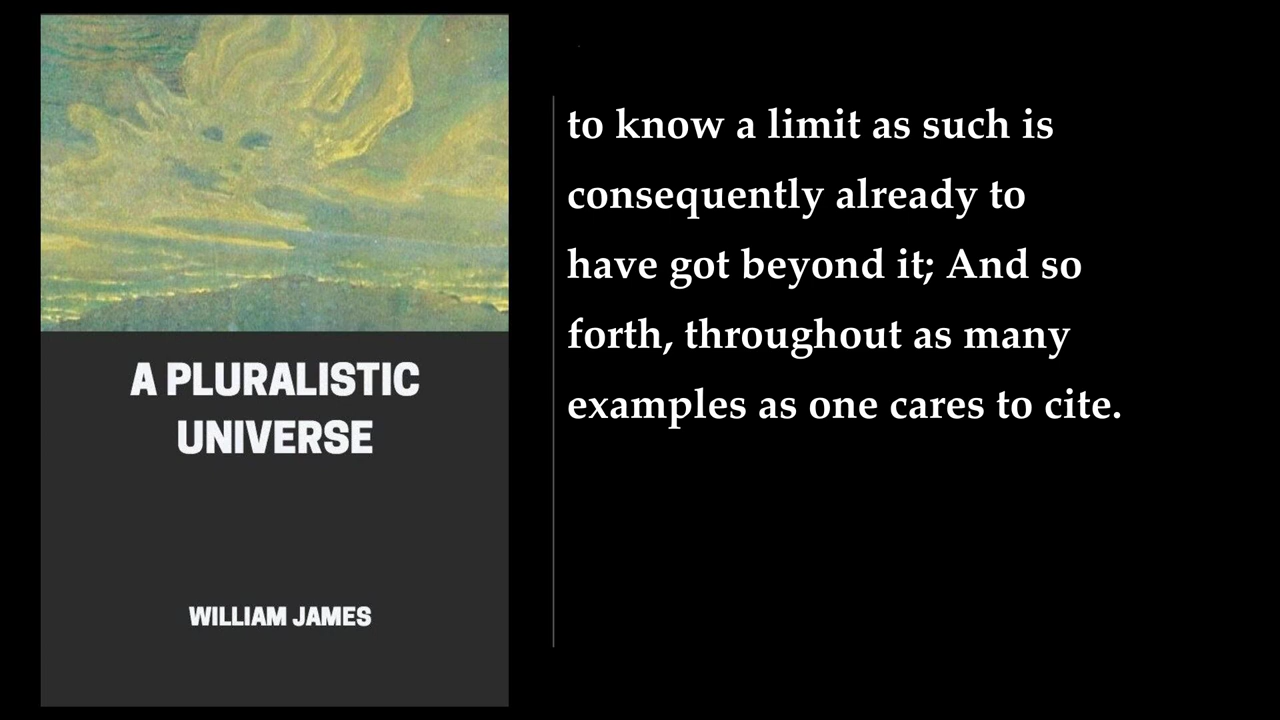 A PLURALISTIC
UNIVERSE
WILLIAM JAMES
to know a limit as such is
consequently already to
have got beyond it; And so
forth, throughout as many
examples as one cares to cite.